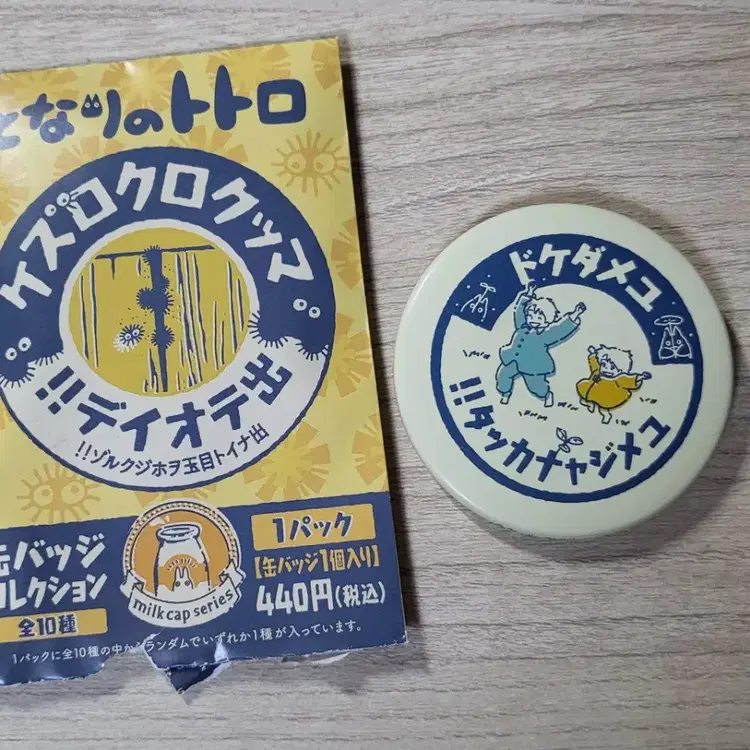 となりのトトロ
ケスロクロクッマ
!!デイオテ出
!!ゾルクジホヲ玉目トイナ出
缶バッジ
コレクション
全10種
milk cap series
1パック
【缶バッジ1個入り】
440円(税込)
1パックに全10種の中からランダムでいずれか1種が入っています。
ドケダメユ
!!タッカナャジメユ